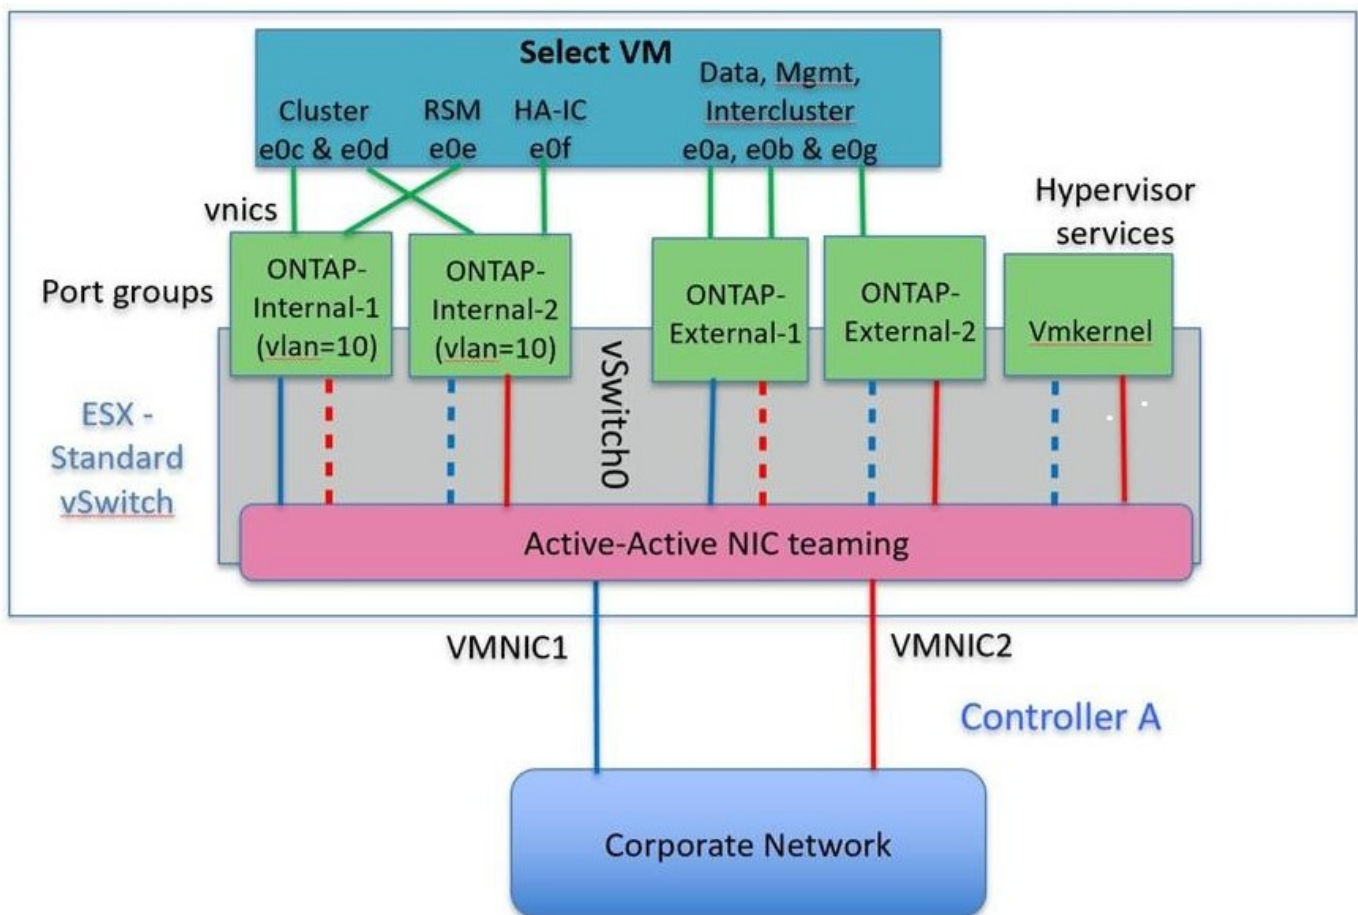 Select VM
Data, Mgmt,
Cluster RSM HA-IC Intercluster
e0c & e0d e0e e0f e0a, e0b & e0g
vnics
Hypervisor
services
Port groups
ONTAP-
Internal-1
(vlan=10)
ONTAP-
Internal-2
(vlan=10)
ONTAP-
External-1
ONTAP-
External-2
Vmkernel
vSwitch0
ESX -
Standard
vSwitch
Active-Active NIC teaming
VMNIC1
VMNIC2
Controller A
Corporate Network